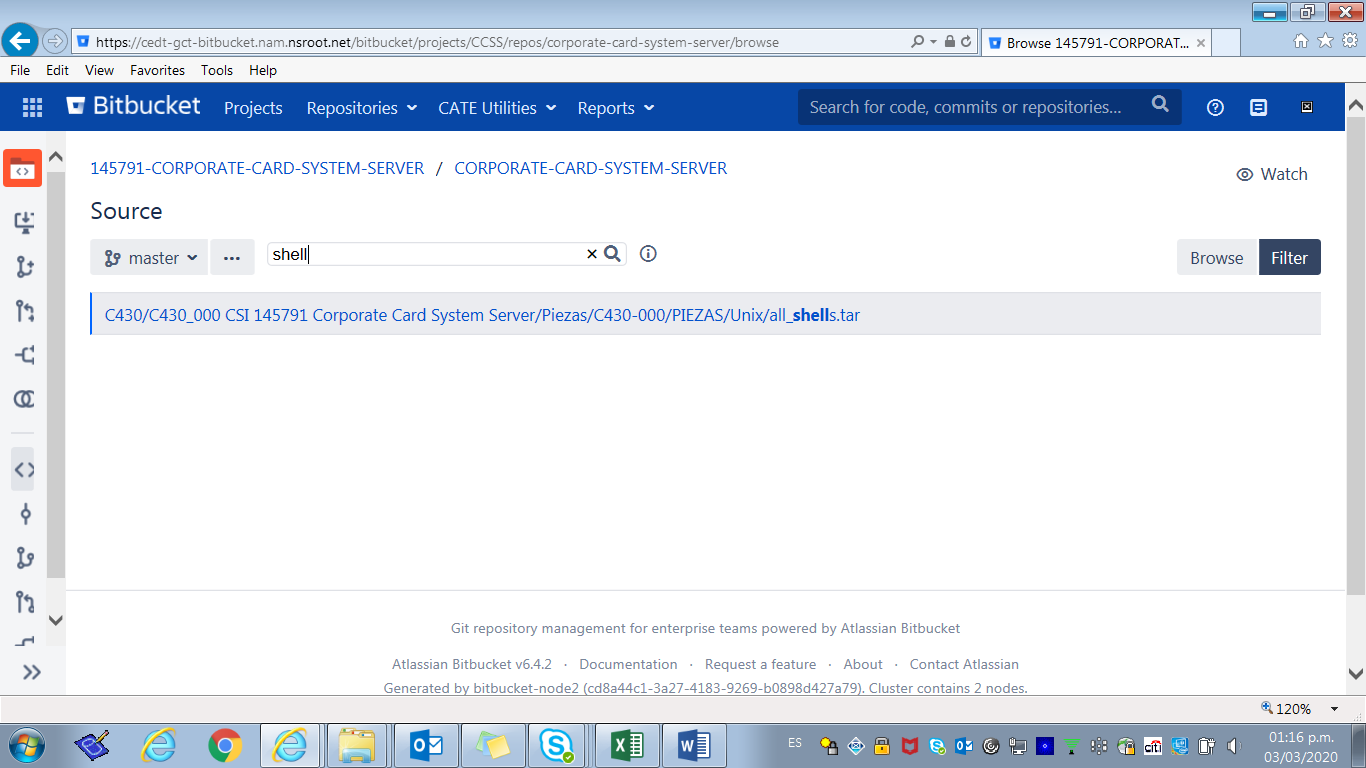 https://cedt-gct-bitbucket.nam.nsroot.net/bitbucket/projects/CCSS/repos/corporate-card-system-server/browse
Browse 145791-CORPORAT...
File Edit View Favorites Tools Help
Bitbucket Projects Repositories CATE Utilities Reports Search for code, commits or repositories...
145791-CORPORATE-CARD-SYSTEM-SERVER / CORPORATE-CARD-SYSTEM-SERVER
Watch
Source
master ... shell Browse Filter
C430/C430_000 CSI 145791 Corporate Card System Server/Piezas/C430-000/PIEZAS/Unix/all_shells.tar
Git repository management for enterprise teams powered by Atlassian Bitbucket
Atlassian Bitbucket v6.4.2 · Documentation · Request a feature · About · Contact Atlassian
Generated by bitbucket-node2 (cd8a44c1-3a27-4183-9269-b0898d427a79). Cluster contains 2 nodes.
120%
ES citi 01:16 p.m.
03/03/2020